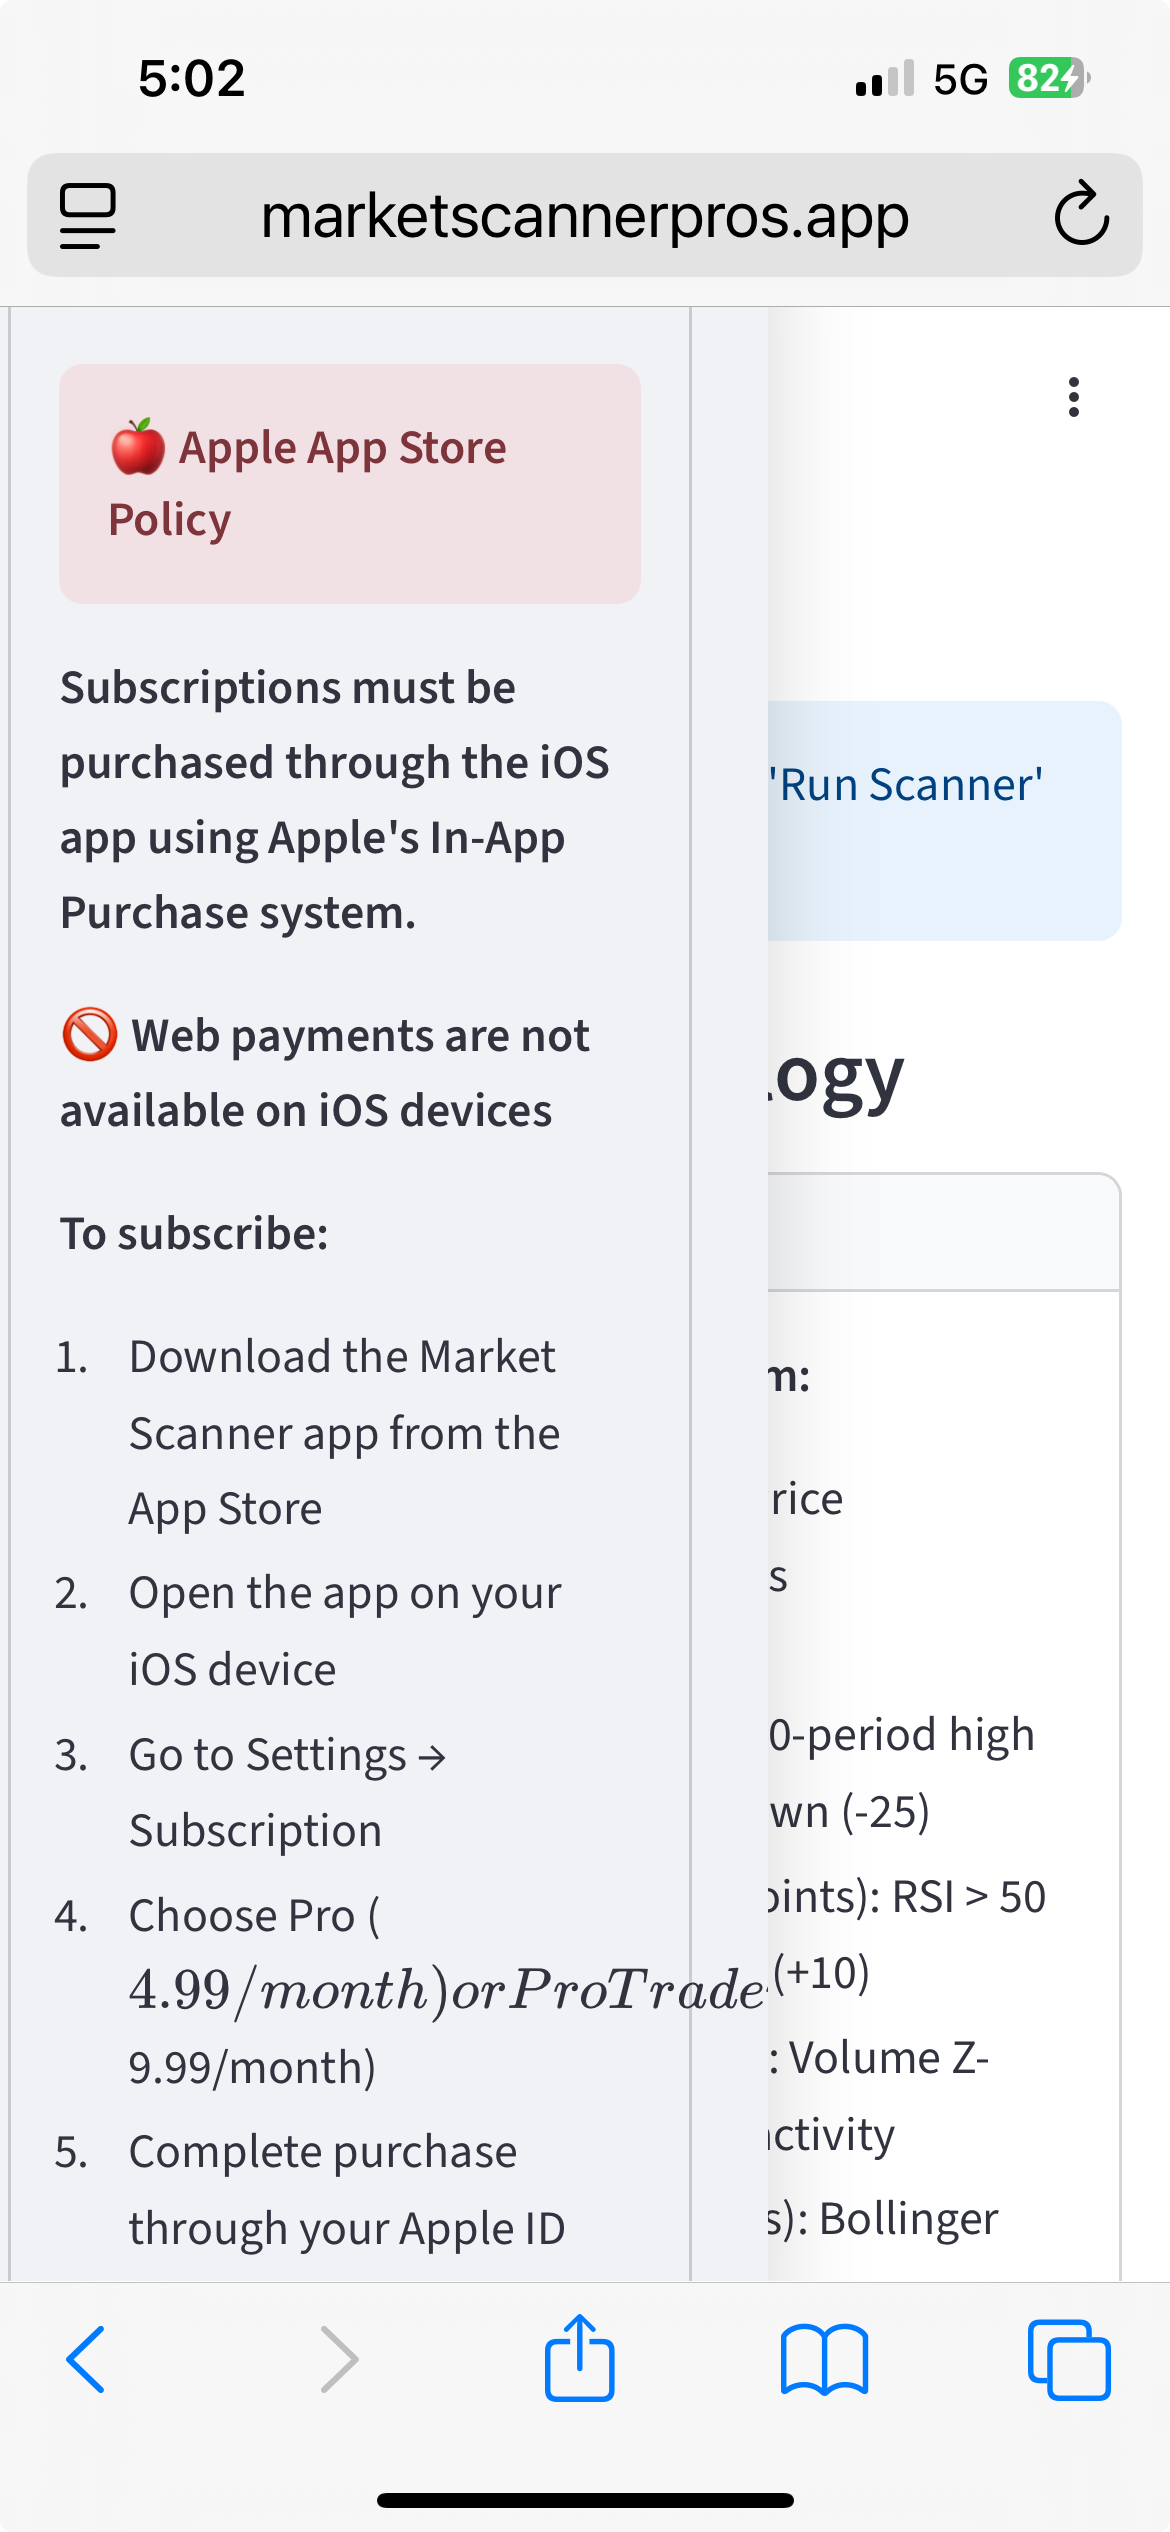 5:02
5G
82
marketscannerpros.app
🍎 Apple App Store
Policy
Subscriptions must be
purchased through the iOS
app using Apple's In-App
Purchase system.
🚫 Web payments are not
available on iOS devices
To subscribe:
1. Download the Market
Scanner app from the
App Store
2. Open the app on your
iOS device
3. Go to Settings →
Subscription
4. Choose Pro (
4.99/month)orProTrade
9.99/month)
5. Complete purchase
through your Apple ID
'Run Scanner'
logy
m:
rice
s
0-period high
wn (-25)
oints): RSI > 50
(+10)
: Volume Z-
activity
s): Bollinger